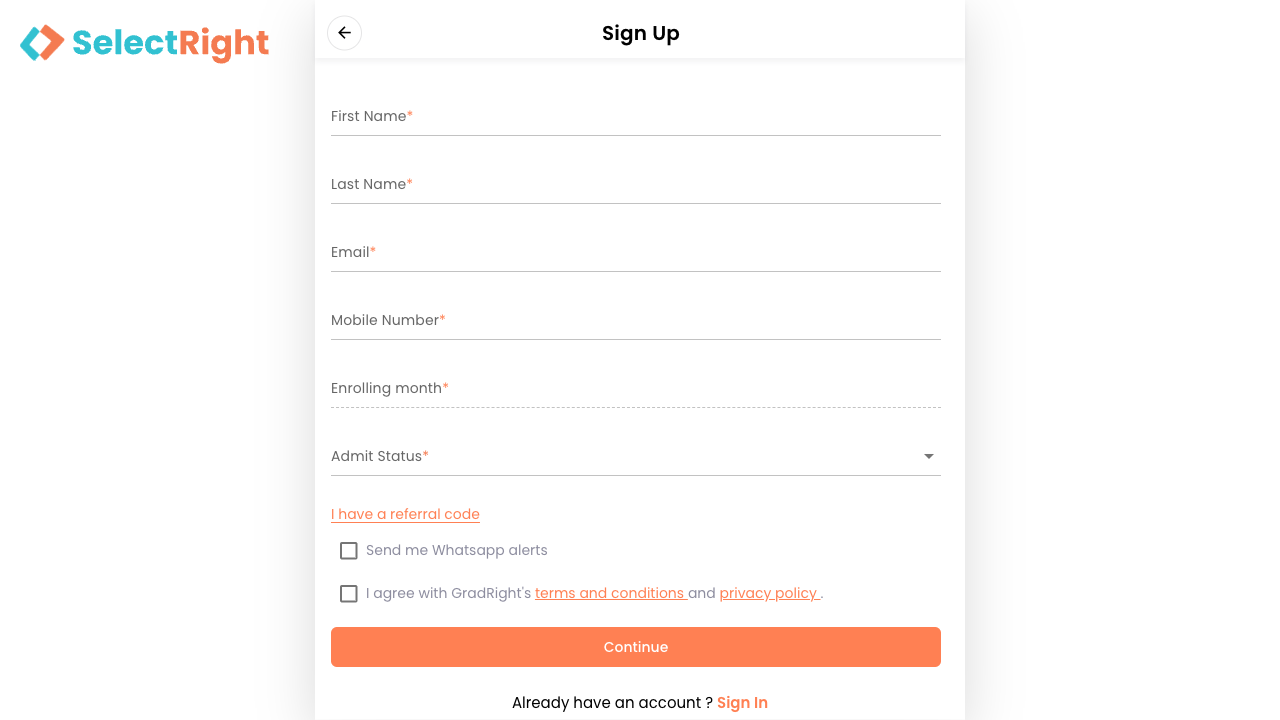 SelectRight
Sign Up
First Name*
Last Name*
Email*
Mobile Number*
Enrolling month*
Admit Status*
I have a referral code
Send me Whatsapp alerts
I agree with GradRight's terms and conditions and privacy policy .
Continue
Already have an account ? Sign In